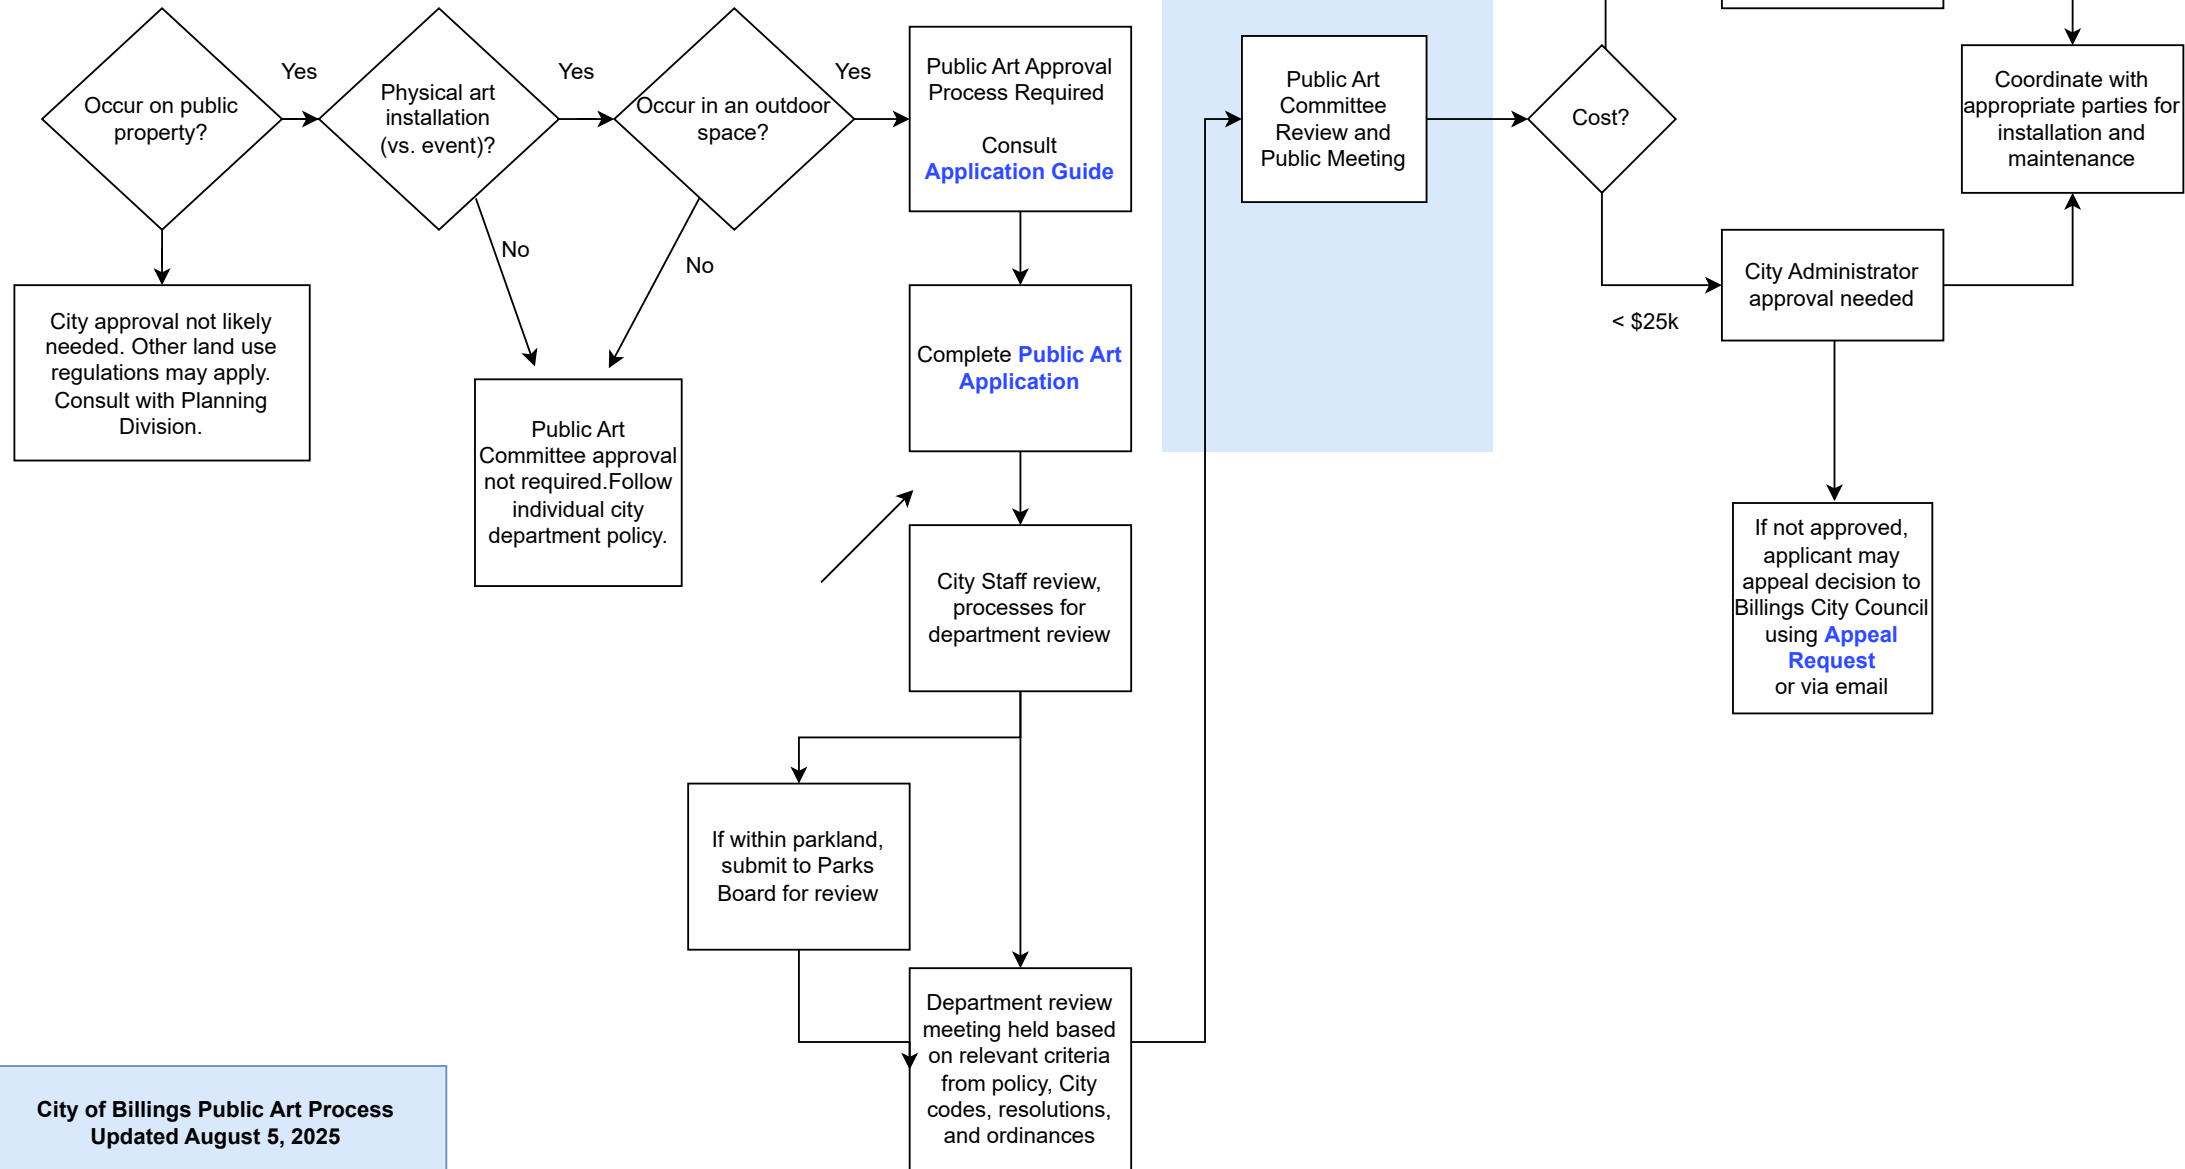 Occur on public
property?
Yes
Physical art
installation
(vs. event)?
Yes
Occur in an outdoor
space?
Yes
Public Art Approval
Process Required
Consult
Application Guide
Public Art
Committee
Review and
Public Meeting
Cost?
Coordinate with
appropriate parties for
installation and
maintenance
No
No
City approval not likely
needed. Other land use
regulations may apply.
Consult with Planning
Division.
Public Art
Committee approval
not required.Follow
individual city
department policy.
Complete Public Art
Application
< $25k
City Administrator
approval needed
If not approved,
applicant may
appeal decision to
Billings City Council
using Appeal
Request
or via email
City Staff review,
processes for
department review
If within parkland,
submit to Parks
Board for review
Department review
meeting held based
on relevant criteria
from policy, City
codes, resolutions,
and ordinances
City of Billings Public Art Process
Updated August 5, 2025